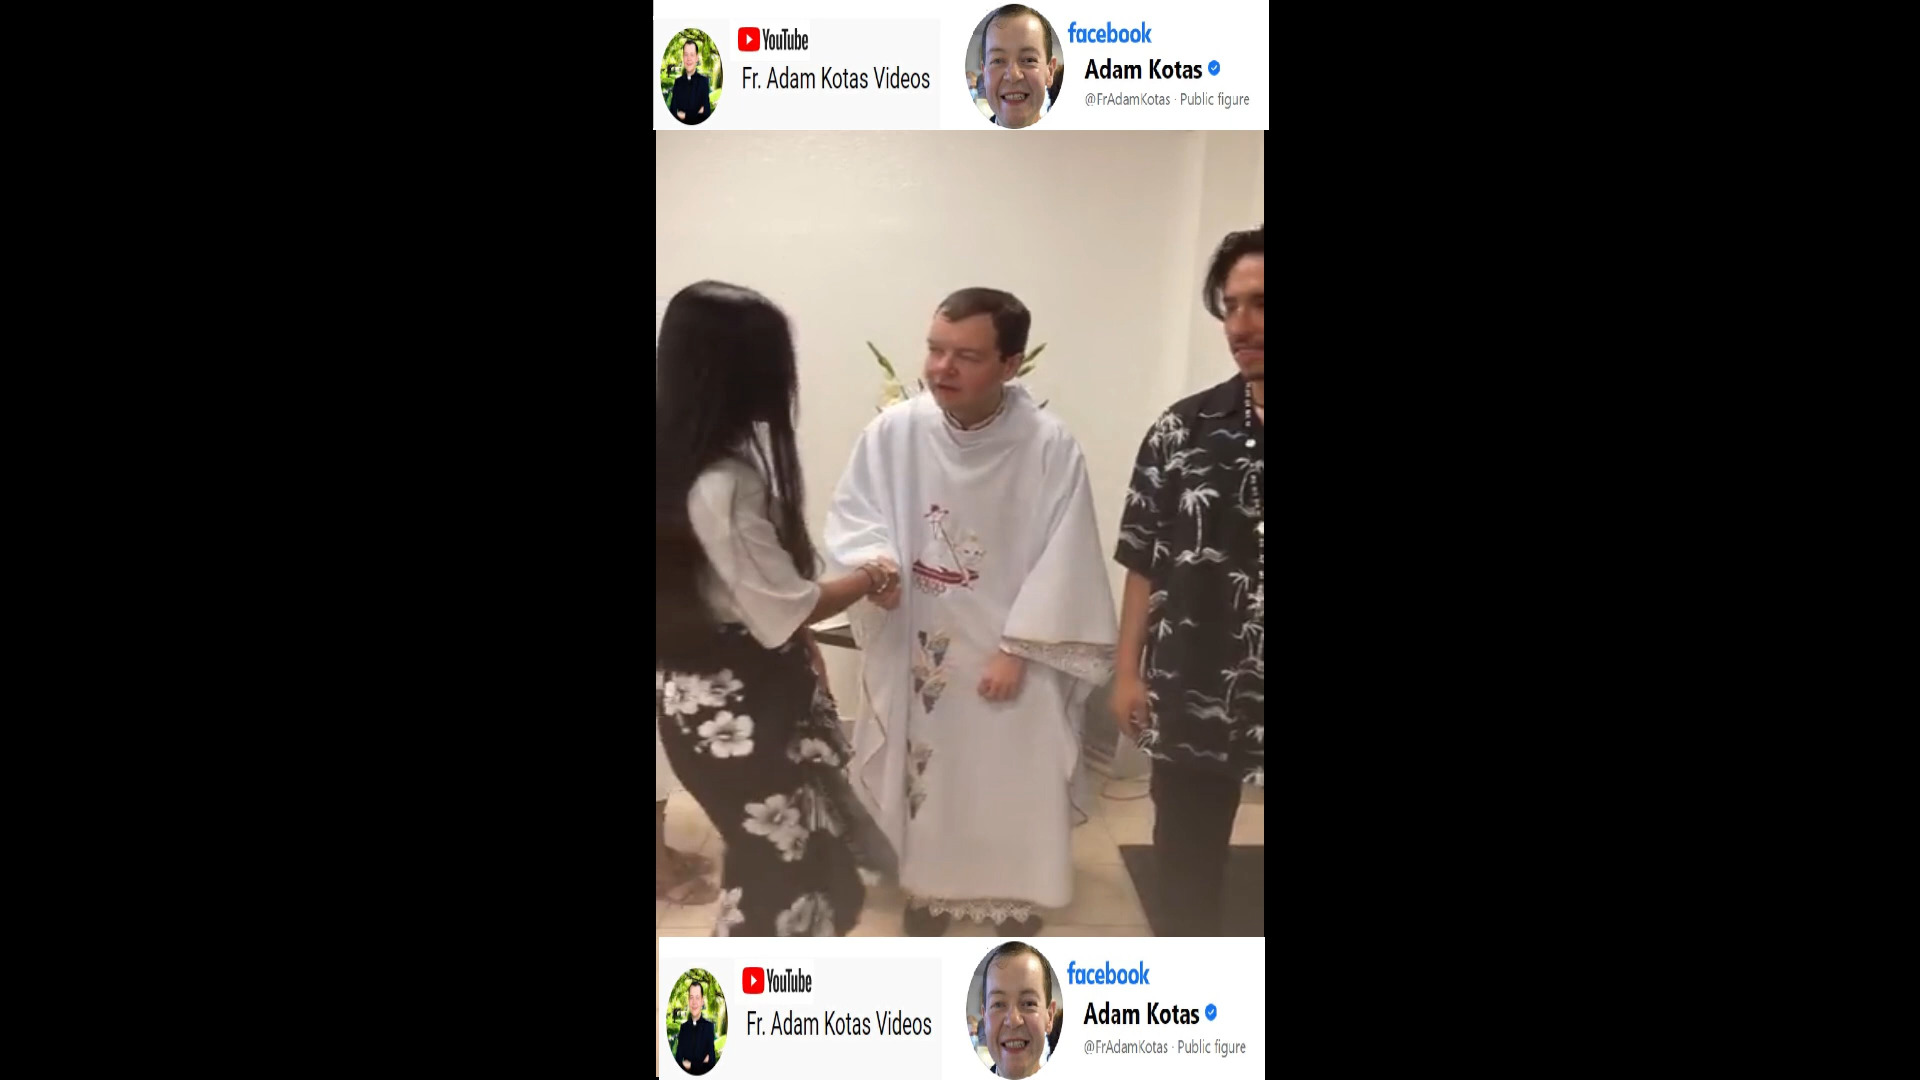 YouTube
Fr. Adam Kotas Videos
facebook
Adam Kotas
@FrAdamKotas · Public figure
YouTube
Fr. Adam Kotas Videos
facebook
Adam Kotas
@FrAdamKotas · Public figure